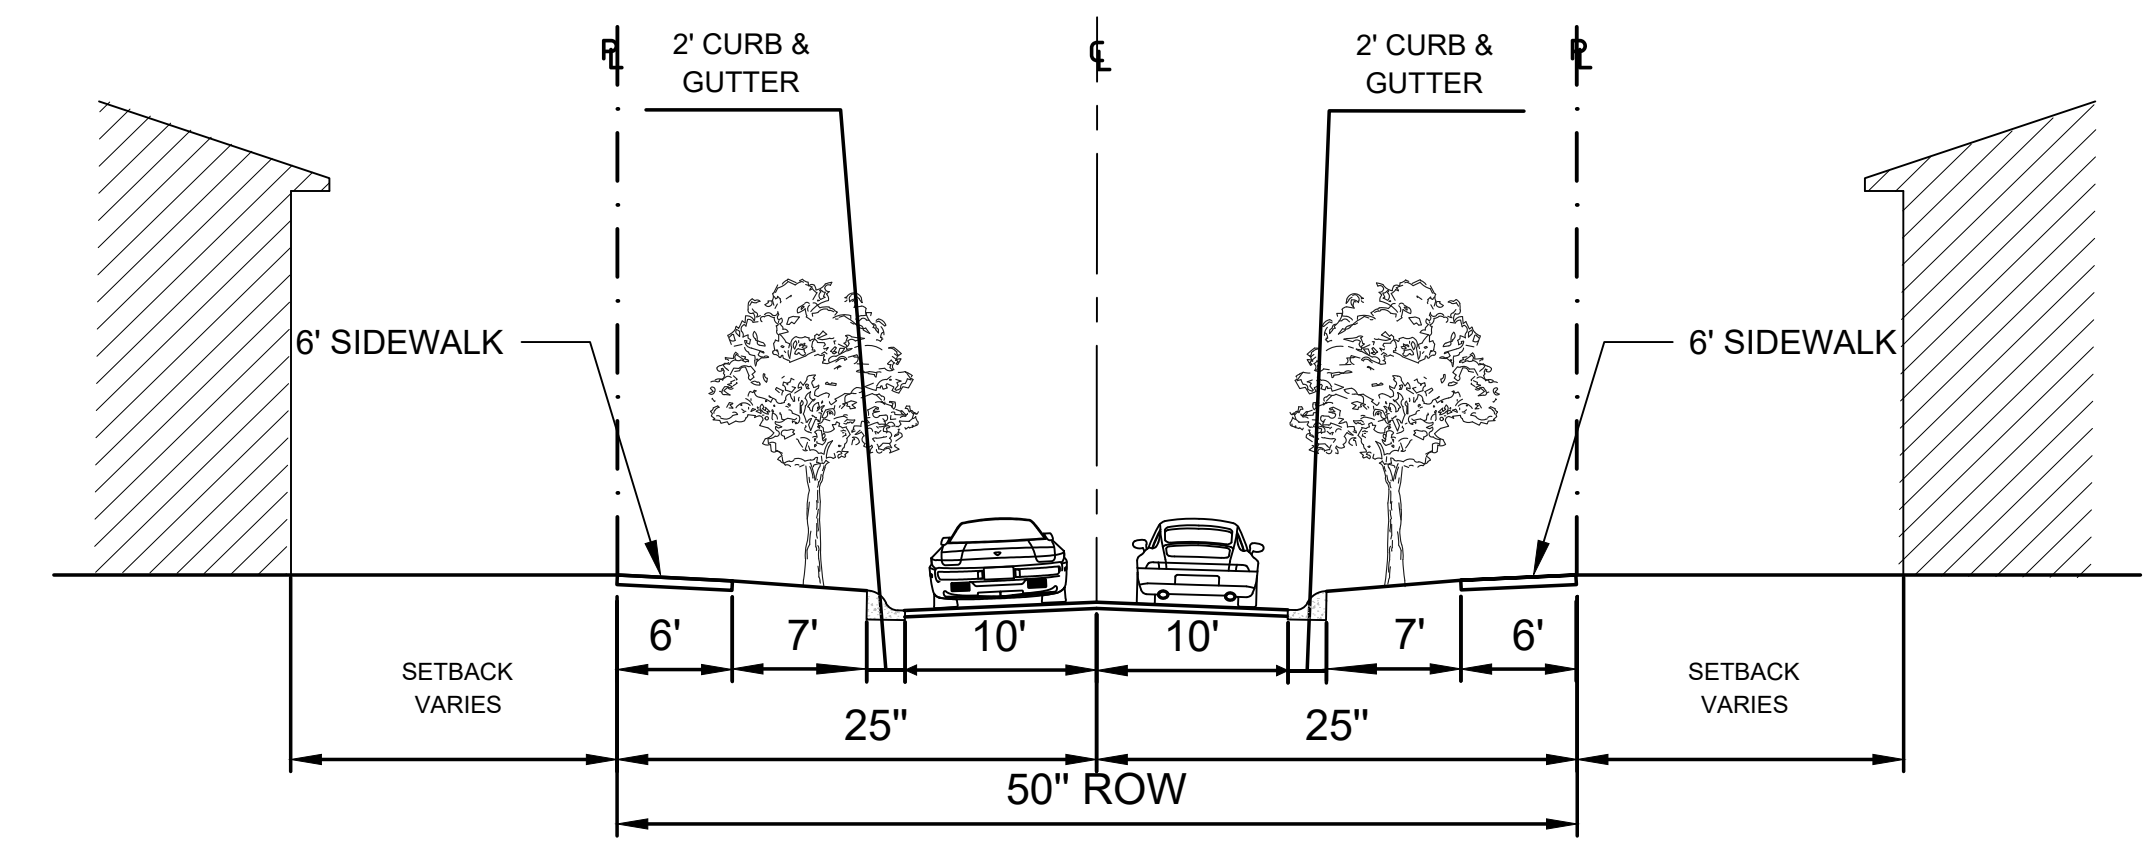 PL
2' CURB &
GUTTER
CL
2' CURB &
GUTTER
PL
6' SIDEWALK
6' SIDEWALK
6'
7'
10'
10'
7'
6'
SETBACK
VARIES
SETBACK
VARIES
25"
25"
50" ROW